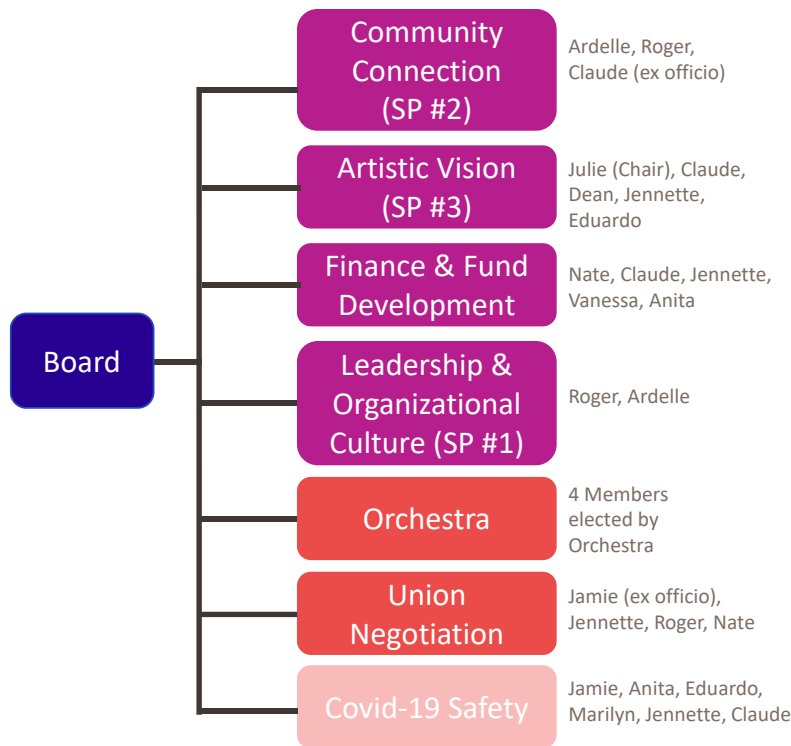 Community
Connection
(SP #2)
Ardelle, Roger,
Claude (ex officio)
Artistic Vision
(SP #3)
Julie (Chair), Claude,
Dean, Jennette,
Eduardo
Finance & Fund
Development
Nate, Claude, Jennette,
Vanessa, Anita
Board
Leadership &
Organizational
Culture (SP #1)
Roger, Ardelle
Orchestra
4 Members
elected by
Orchestra
Union
Negotiation
Jamie (ex officio),
Jennette, Roger, Nate
Covid-19 Safety
Jamie, Anita, Eduardo,
Marilyn, Jennette, Claude